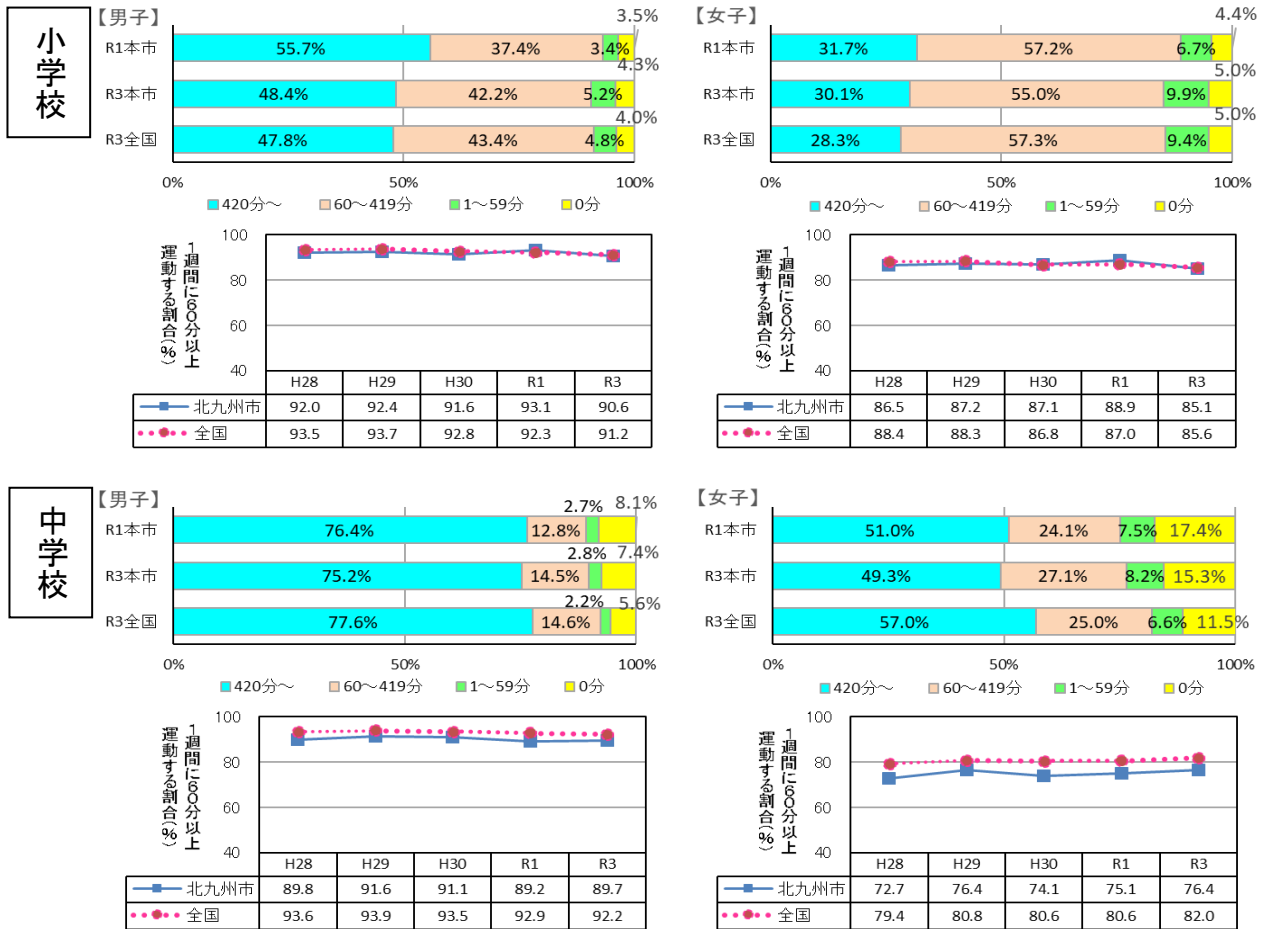 小学校
【男子】
3.5%
R1本市 55.7% 37.4% 3.4%
4.3%
R3本市 48.4% 42.2% 5.2%
4.0%
R3全国 47.8% 43.4% 4.8%
0% 50% 100%
420分～ 60～419分 1～59分 0分
1週間に60分以上
運動する割合(%)
100
80
60
40
H28 H29 H30 R1 R3
北九州市 92.0 92.4 91.6 93.1 90.6
全国 93.5 93.7 92.8 92.3 91.2
【女子】
4.4%
R1本市 31.7% 57.2% 6.7%
5.0%
R3本市 30.1% 55.0% 9.9%
5.0%
R3全国 28.3% 57.3% 9.4%
0% 50% 100%
420分～ 60～419分 1～59分 0分
1週間に60分以上
運動する割合(%)
100
80
60
40
H28 H29 H30 R1 R3
北九州市 86.5 87.2 87.1 88.9 85.1
全国 88.4 88.3 86.8 87.0 85.6
中学校
【男子】
2.7% 8.1%
R1本市 76.4% 12.8%
2.8% 7.4%
R3本市 75.2% 14.5%
2.2% 5.6%
R3全国 77.6% 14.6%
0% 50% 100%
420分～ 60～419分 1～59分 0分
1週間に60分以上
運動する割合(%)
100
80
60
40
H28 H29 H30 R1 R3
北九州市 89.8 91.6 91.1 89.2 89.7
全国 93.6 93.9 93.5 92.9 92.2
【女子】
R1本市 51.0% 24.1% 7.5% 17.4%
R3本市 49.3% 27.1% 8.2% 15.3%
R3全国 57.0% 25.0% 6.6% 11.5%
0% 50% 100%
420分～ 60～419分 1～59分 0分
1週間に60分以上
運動する割合(%)
100
80
60
40
H28 H29 H30 R1 R3
北九州市 72.7 76.4 74.1 75.1 76.4
全国 79.4 80.8 80.6 80.6 82.0